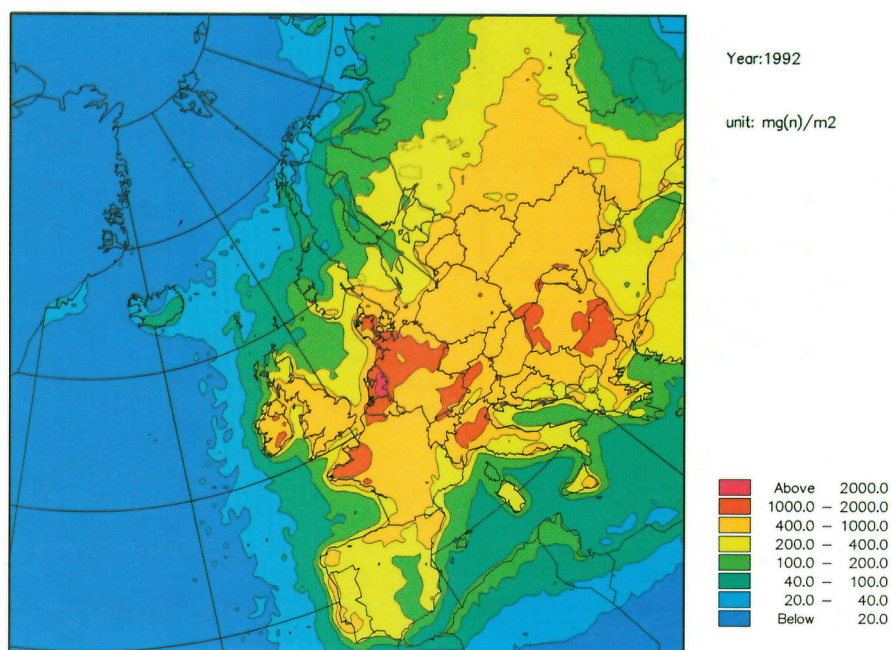 Year:1992
unit: mg(n)/m2
Above 2000.0
1000.0 – 2000.0
400.0 – 1000.0
200.0 – 400.0
100.0 – 200.0
40.0 – 100.0
20.0 – 40.0
Below 20.0